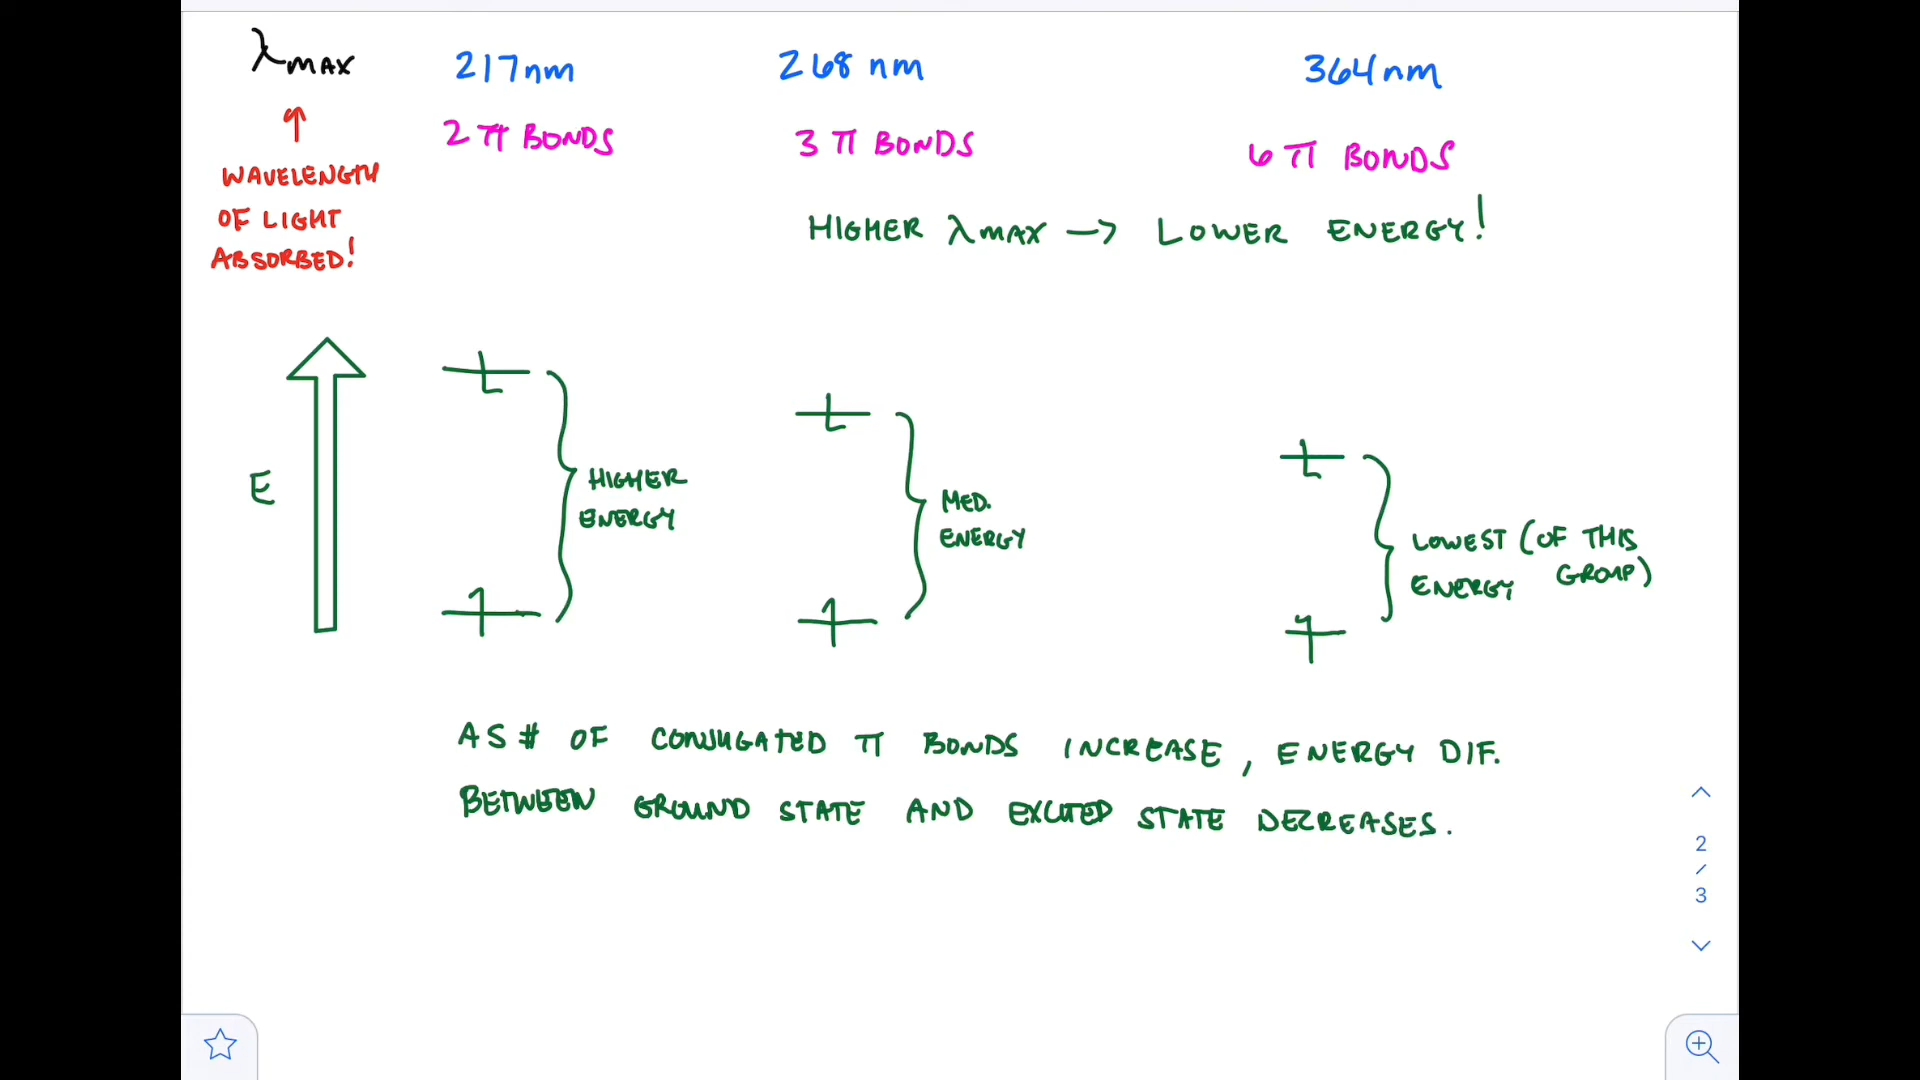 λMAX 217nm 268 nm 364nm
↑ 2 π BONDS 3 π BONDS 6 π BONDS
WAVELENGTH
OF LIGHT
ABSORBED!
HIGHER λMAX → LOWER ENERGY!
E
HIGHER
ENERGY
MED.
ENERGY
LOWEST (OF THIS
ENERGY GROUP)
AS # OF CONJUGATED π BONDS INCREASE, ENERGY DIF.
BETWEEN GROUND STATE AND EXCITED STATE DECREASES.
2
/
3